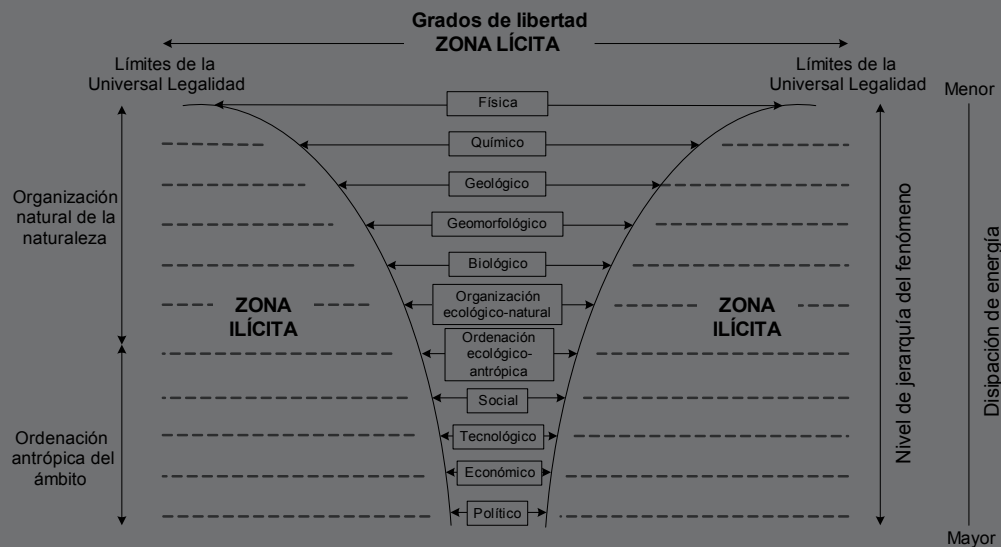 Grados de libertad
ZONA LÍCITA
Límites de la
Universal Legalidad
Límites de la
Universal Legalidad
Menor
Física
Químico
Geológico
Organización
natural de la
naturaleza
Geomorfológico
Biológico
Organización
ecológico-natural
ZONA
ILÍCITA
ZONA
ILÍCITA
Ordenación
ecológico-
antrópica
Social
Ordenación
antrópica del
ámbito
Tecnológico
Económico
Político
Nivel de jerarquía del fenómeno
Disipación de energía
Mayor